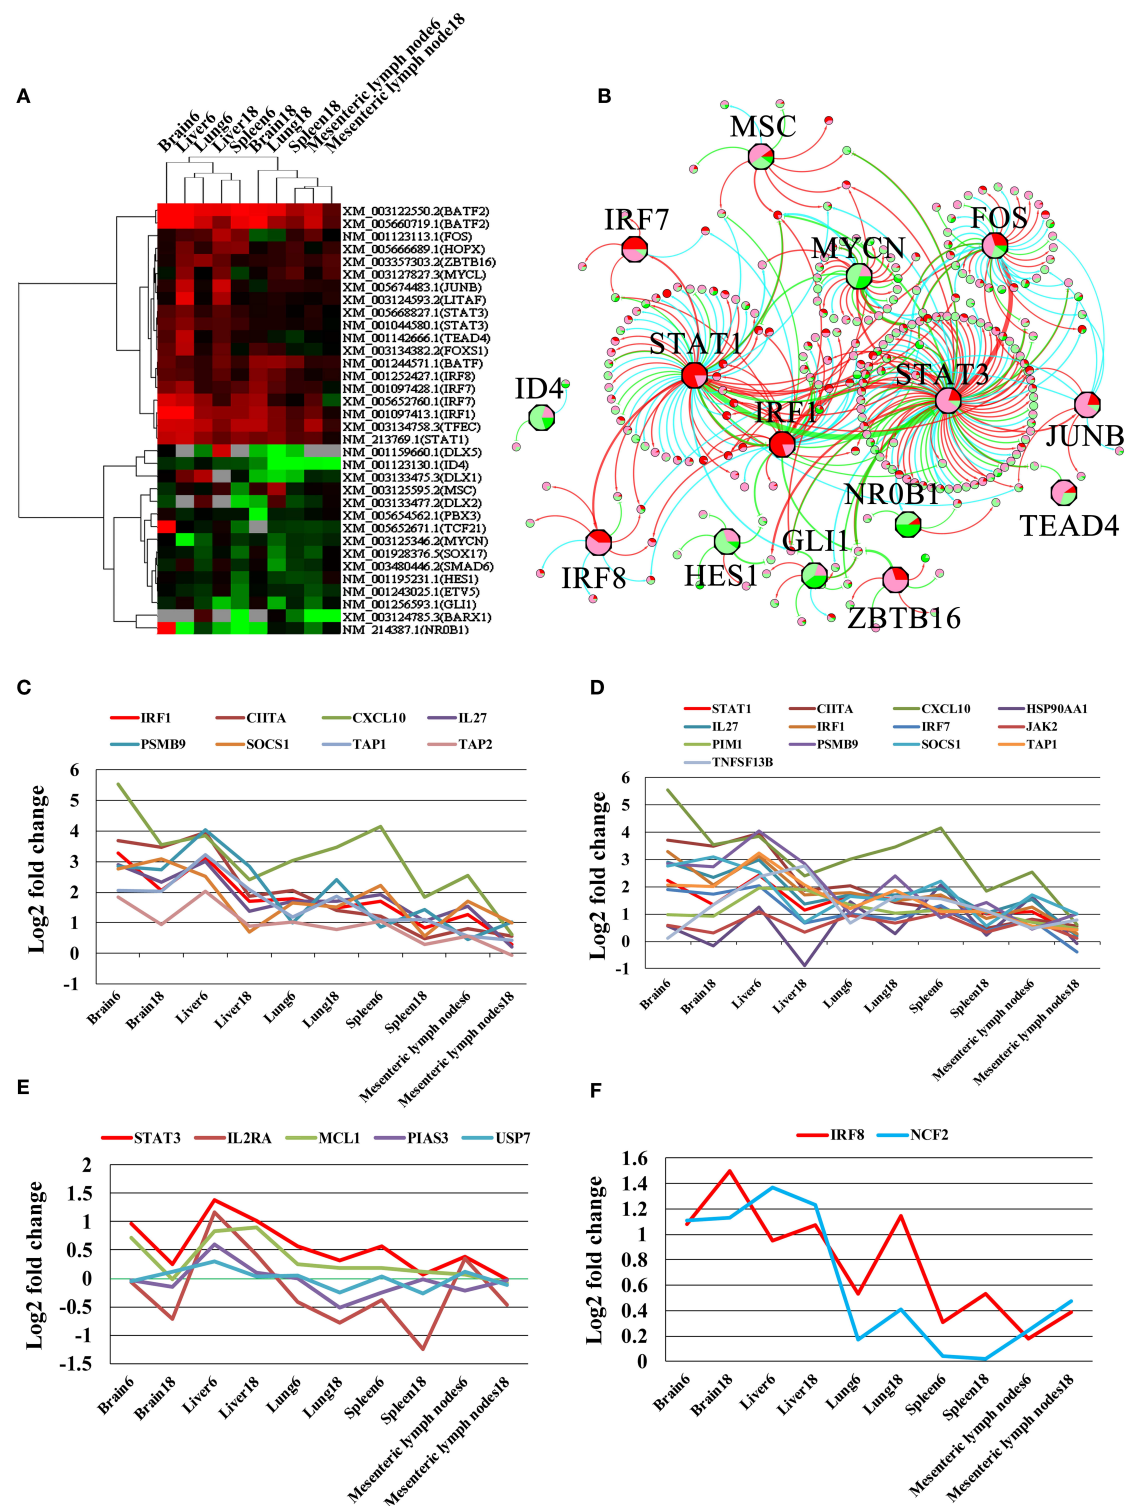 A
Brain6
Liver6
Lung6
Liver18
Spleen6
Brain18
Lung18
Spleen18
Mesenteric lymph node6
Mesenteric lymph node18
XM_003122550.2(BATF2)
XM_005660719.1(BATF2)
NM_001123113.1(FOS)
XM_005666689.1(HOPX)
XM_003357303.2(ZBTB16)
XM_003127827.3(MYCL)
XM_005674483.1(JUNB)
XM_003124593.2(LITAF)
XM_005668827.1(STAT3)
NM_001044580.1(STAT3)
NM_001142666.1(TEAD4)
XM_003134382.2(FOXS1)
NM_001244571.1(BATF)
NM_001252427.1(IRF8)
NM_001097428.1(IRF7)
XM_005652760.1(IRF7)
NM_001097413.1(IRF1)
XM_003134758.3(TFEC)
NM_213769.1(STAT1)
NM_001159660.1(DLX5)
NM_001123130.1(ID4)
XM_003133475.3(DLX1)
XM_003125595.2(MSC)
XM_003133477.2(DLX2)
XM_005654562.1(PBX3)
XM_005652671.1(TCF21)
XM_003125346.2(MYCN)
XM_001928376.5(SOX17)
XM_003480446.2(SMAD6)
NM_001195231.1(HES1)
NM_001243025.1(ETV5)
NM_001256593.1(GLI1)
XM_003124785.3(BARX1)
NM_214387.1(NR0B1)
B
MSC
IRF7
FOS
MYCN
STAT1
STAT3
ID4
IRF1
JUNB
NR0B1
TEAD4
GLI1
IRF8
HES1
ZBTB16
C
IRF1
CIITA
CXCL10
IL27
PSMB9
SOCS1
TAP1
TAP2
Log2 fold change
6
5
4
3
2
1
0
-1
Brain6
Brain18
Liver6
Liver18
Lung6
Lung18
Spleen6
Spleen18
Mesenteric lymph nodes6
Mesenteric lymph nodes18
D
STAT1
CIITA
CXCL10
HSP90AA1
IL27
IRF1
IRF7
JAK2
PIM1
PSMB9
SOCS1
TAP1
TNFSF13B
Log2 fold change
6
5
4
3
2
1
0
-1
Brain6
Brain18
Liver6
Liver18
Lung6
Lung18
Spleen6
Spleen18
Mesenteric lymph nodes6
Mesenteric lymph nodes18
E
STAT3
IL2RA
MCL1
PIAS3
USP7
Log2 fold change
2
1.5
1
0.5
0
-0.5
-1
-1.5
Brain6
Brain18
Liver6
Liver18
Lung6
Lung18
Spleen6
Spleen18
Mesenteric lymph nodes6
Mesenteric lymph nodes18
F
IRF8
NCF2
Log2 fold change
1.6
1.4
1.2
1
0.8
0.6
0.4
0.2
0
Brain6
Brain18
Liver6
Liver18
Lung6
Lung18
Spleen6
Spleen18
Mesenteric lymph nodes6
Mesenteric lymph nodes18